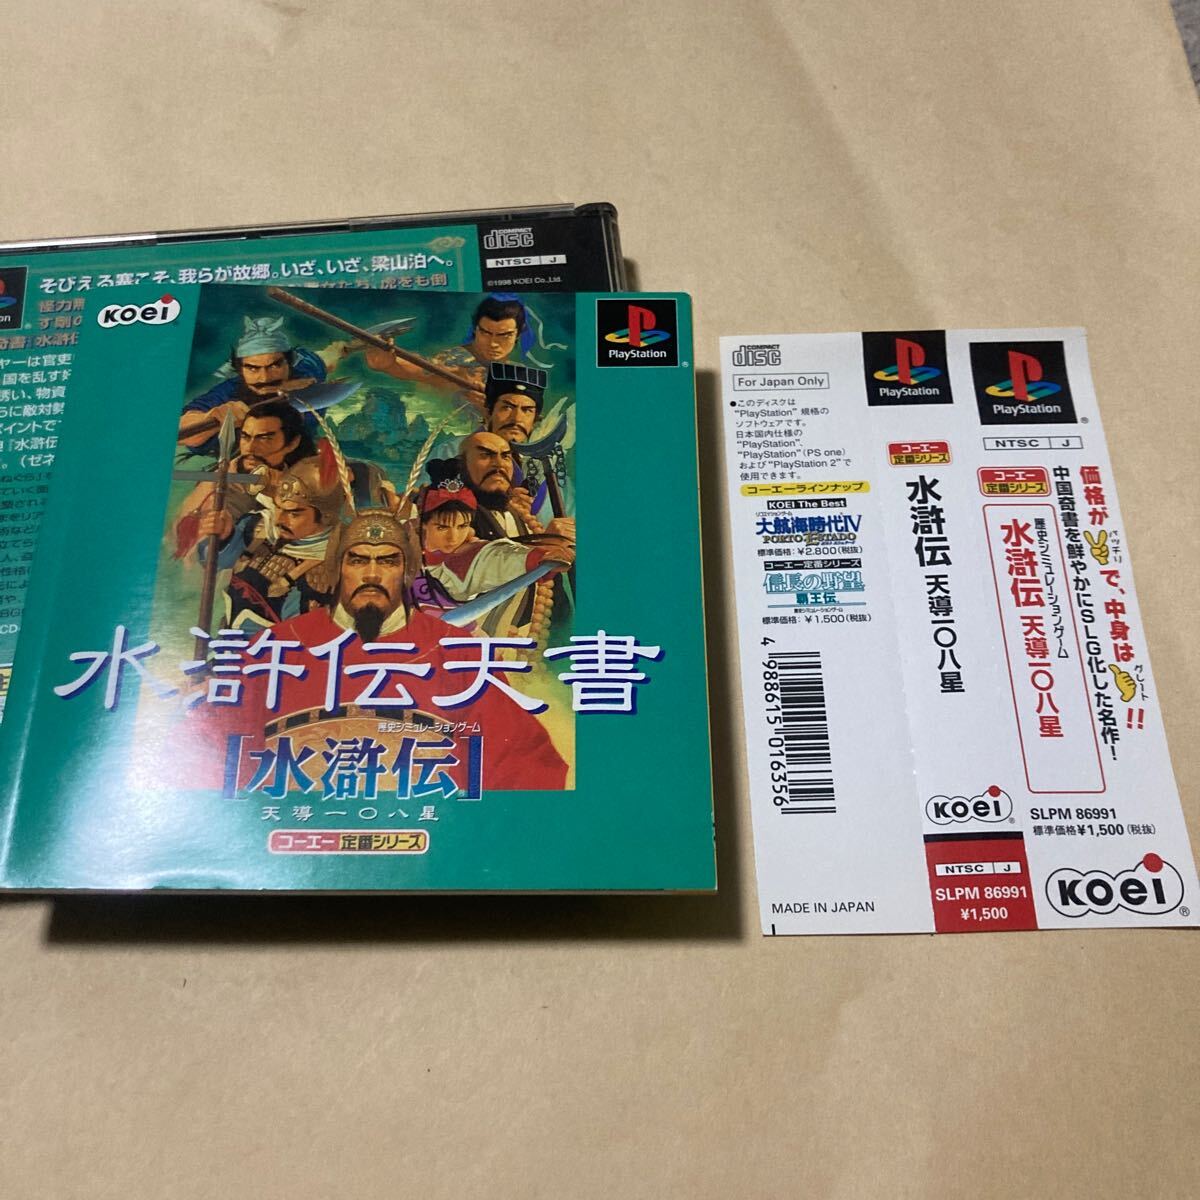 そびえる寨こそ、我らが故郷。いざ、いざ、梁山泊へ。
COMPACT
disc
NTSC J
©1998 KOEI Co.,Ltd.
KOEI
PlayStation
水滸伝天書
歴史シミュレーションゲーム
[水滸伝]
天導一〇八星
コーエー 定番シリーズ
COMPACT
disc
For Japan Only
●このディスクは
"PlayStation" 規格の
ソフトウェアです。
日本国内仕様の
"PlayStation"、
"PlayStation" (PS one)
および"PlayStation 2"で
使用できます。
コーエーラインナップ
KOEI The Best
大航海時代IV
PORTO ESTADO
標準価格：¥2,800(税抜)
コーエー定番シリーズ
信長の野望
覇王伝
歴史シミュレーションゲーム
標準価格：¥1,500(税抜)
4 988615 016356
MADE IN JAPAN
PlayStation
コーエー
定番シリーズ
水滸伝 天導一〇八星
KOEI
NTSC J
SLPM 86991
¥1,500
PlayStation
NTSC J
価格が バッチリ で、中身は グレート !!
中国奇書を鮮やかにSLG化した名作！
コーエー
定番シリーズ
歴史シミュレーションゲーム
水滸伝 天導一〇八星
SLPM 86991
標準価格¥1,500(税抜)
KOEI